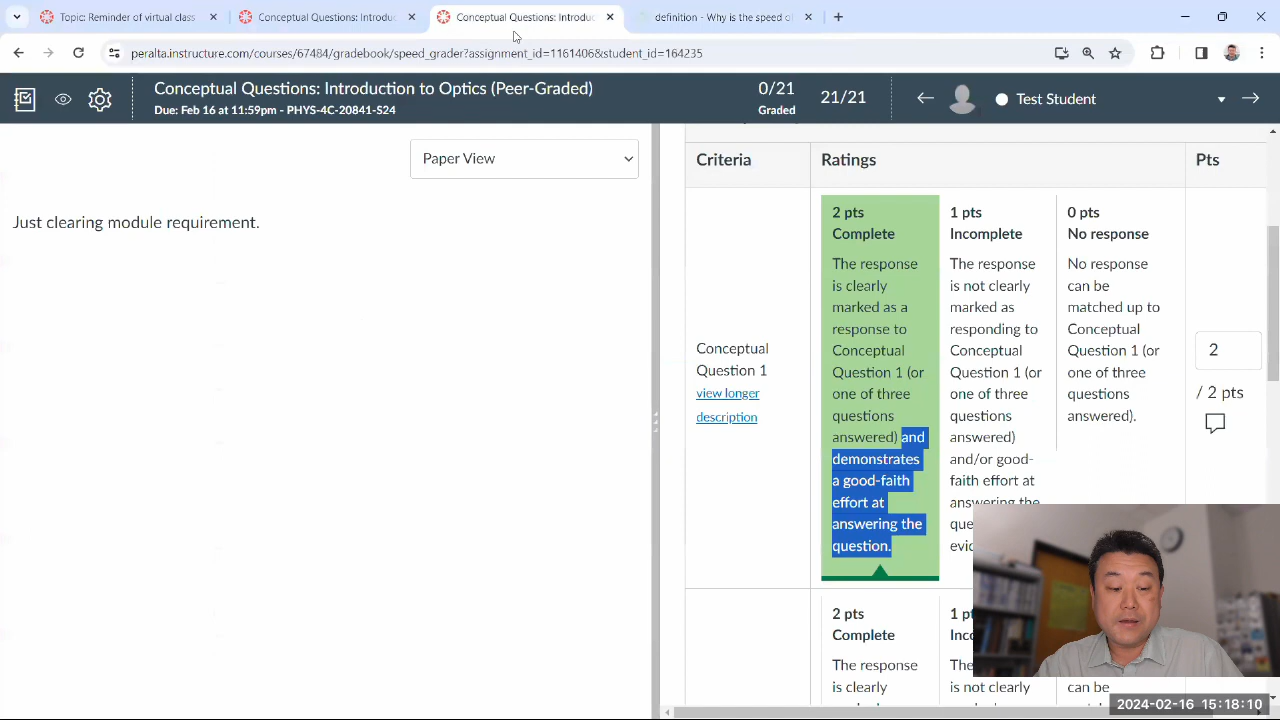 Topic: Reminder of virtual class
Conceptual Questions: Introduc
Conceptual Questions: Introduc
definition - Why is the speed of
peralta.instructure.com/courses/67484/gradebook/speed_grader?assignment_id=1161406&student_id=164235
Conceptual Questions: Introduction to Optics (Peer-Graded)
Due: Feb 16 at 11:59pm - PHYS-4C-20841-S24
0/21
Graded
21/21
Test Student
Paper View
Just clearing module requirement.
Criteria
Ratings
Pts
Conceptual
Question 1
view longer
description
2 pts
Complete
The response
is clearly
marked as a
response to
Conceptual
Question 1 (or
one of three
questions
answered) and
demonstrates
a good-faith
effort at
answering the
question.
1 pts
Incomplete
The response
is not clearly
marked as
responding to
Conceptual
Question 1 (or
one of three
questions
answered)
and/or good-
faith effort at
answering the
0 pts
No response
No response
can be
matched up to
Conceptual
Question 1 (or
one of three
questions
answered).
2
/ 2 pts
2 pts
Complete
The response
is clearly
is not clearly
can be
2024-02-16 15:18:10